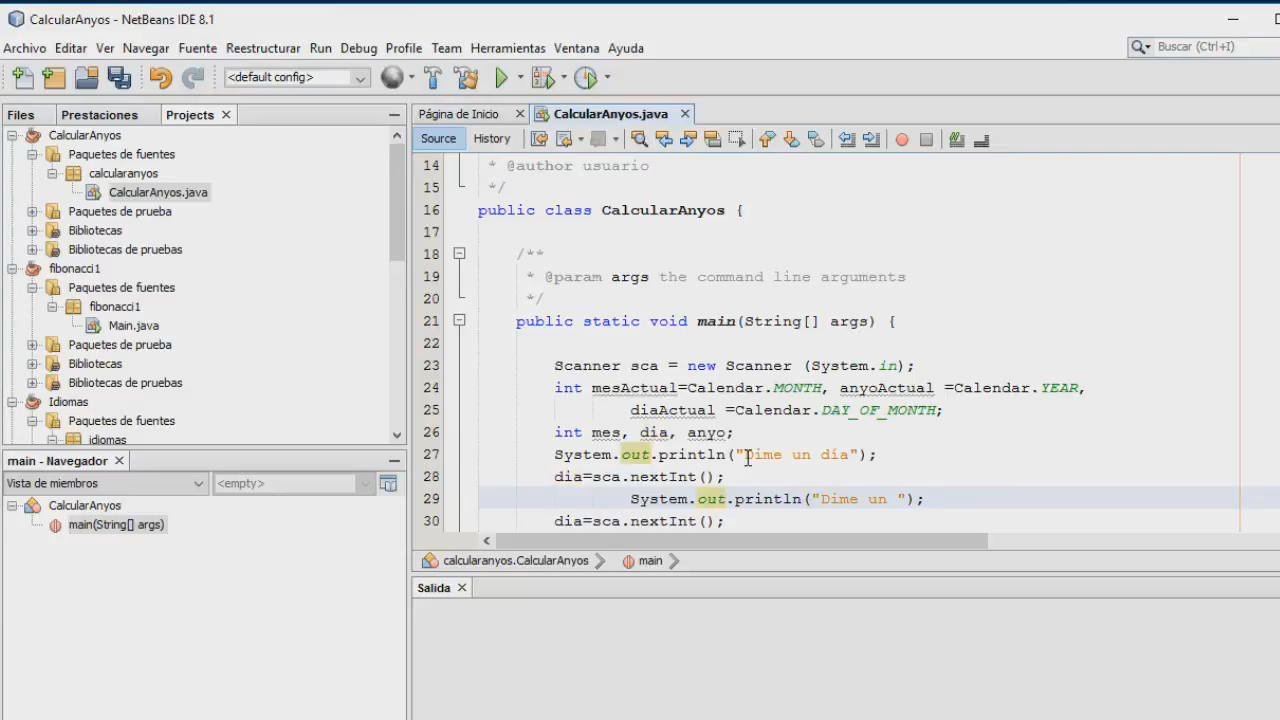 CalcularAnyos - NetBeans IDE 8.1
Archivo Editar Ver Navegar Fuente Reestructurar Run Debug Profile Team Herramientas Ventana Ayuda
Buscar (Ctrl+I)
<default config>
Files Prestaciones Projects
Página de Inicio CalcularAnyos.java
Source History
CalcularAnyos
Paquetes de fuentes
calcularanyos
CalcularAnyos.java
Paquetes de prueba
Bibliotecas
Bibliotecas de pruebas
fibonacci1
Paquetes de fuentes
fibonacci1
Main.java
Paquetes de prueba
Bibliotecas
Bibliotecas de pruebas
Idiomas
Paquetes de fuentes
idiomas
main - Navegador
Vista de miembros <empty>
CalcularAnyos
main(String[] args)
14 * @author usuario
15 */
16 public class CalcularAnyos {
17
18 /**
19 * @param args the command line arguments
20 */
21 public static void main(String[] args) {
22
23 Scanner sca = new Scanner (System.in);
24 int mesActual=Calendar.MONTH, anyoActual =Calendar.YEAR,
25 diaActual =Calendar.DAY_OF_MONTH;
26 int mes, dia, anyo;
27 System.out.println("Dime un día");
28 dia=sca.nextInt();
29 System.out.println("Dime un ");
30 dia=sca.nextInt();
calcularanyos.CalcularAnyos main
Salida